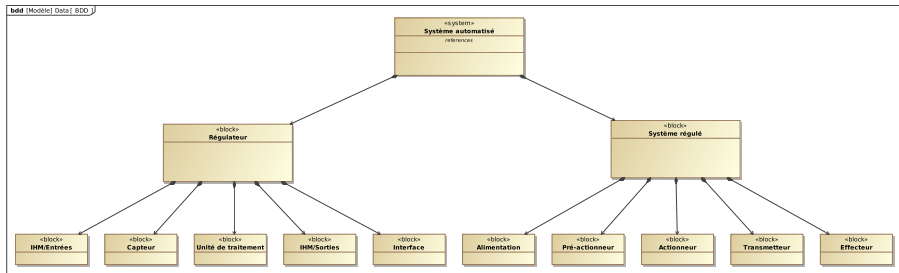 bdd [Modèle] Data[ BDD ]
«system»
Système automatisé
references
«block»
Régulateur
«block»
Système régulé
«block»
IHM/Entrées
«block»
Capteur
«block»
Unité de traitement
«block»
IHM/Sorties
«block»
Interface
«block»
Alimentation
«block»
Pré-actionneur
«block»
Actionneur
«block»
Transmetteur
«block»
Effecteur